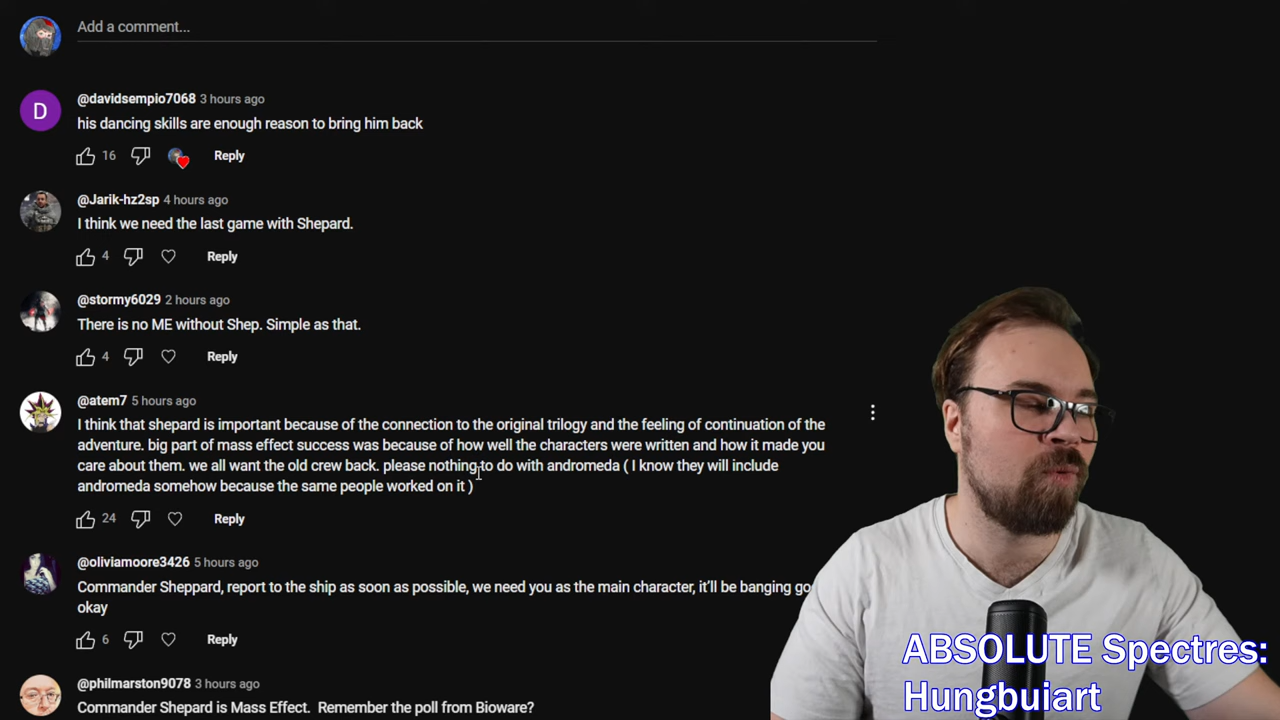 Add a comment...
@davidsempio7068 3 hours ago
his dancing skills are enough reason to bring him back
16 Reply
@Jarik-hz2sp 4 hours ago
I think we need the last game with Shepard.
4 Reply
@stormy6029 2 hours ago
There is no ME without Shep. Simple as that.
4 Reply
@atem7 5 hours ago
I think that shepard is important because of the connection to the original trilogy and the feeling of continuation of the
adventure. big part of mass effect success was because of how well the characters were written and how it made you
care about them. we all want the old crew back. please nothing to do with andromeda ( I know they will include
andromeda somehow because the same people worked on it )
24 Reply
@oliviamoore3426 5 hours ago
Commander Sheppard, report to the ship as soon as possible, we need you as the main character, it'll be banging go
okay
6 Reply
@philmarston9078 3 hours ago
Commander Shepard is Mass Effect. Remember the poll from Bioware?
D
ABSOLUTE Spectres:
Hungbuiart